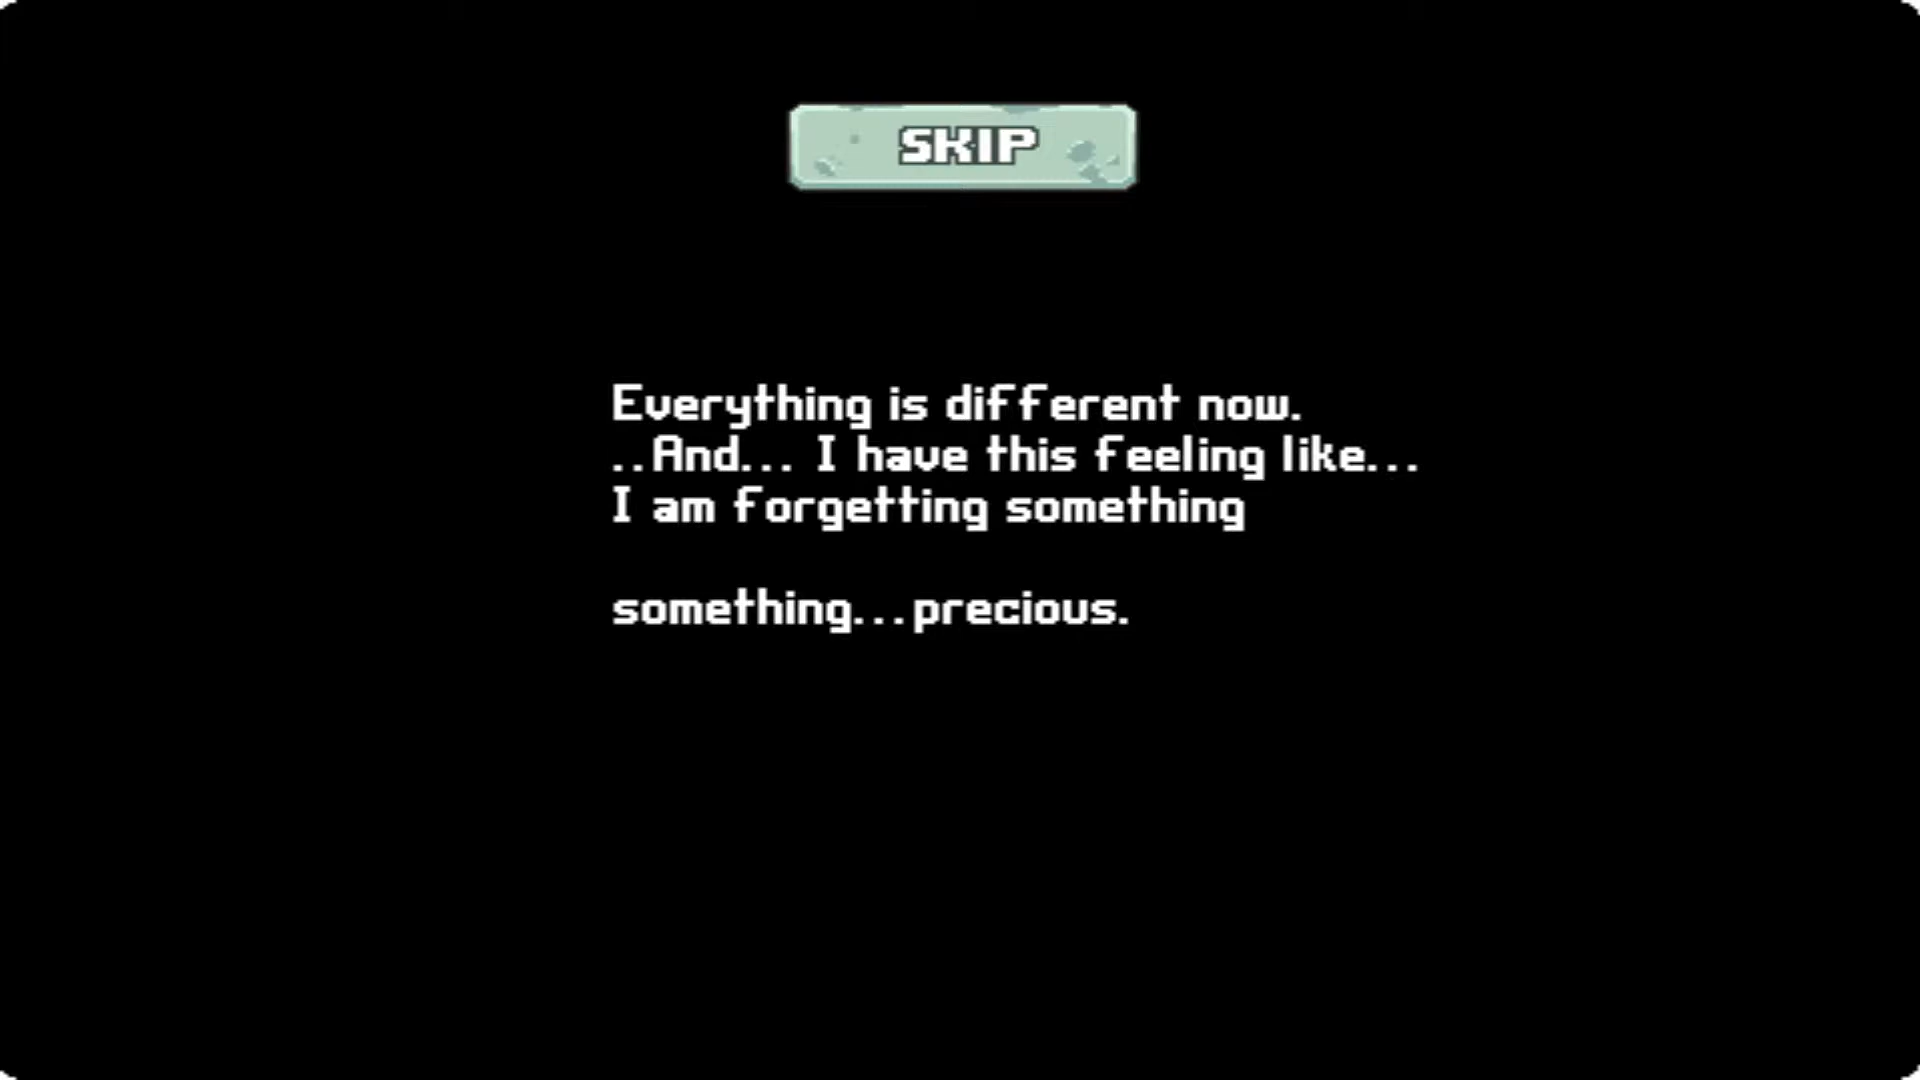 SKIP
Everything is different now.
..And... I have this feeling like...
I am forgetting something
something...precious.